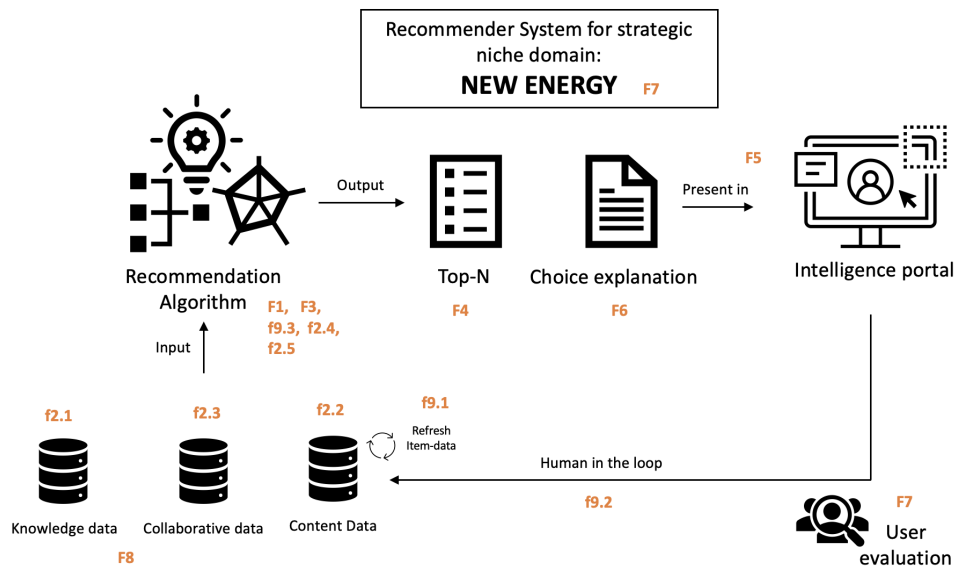 Recommender System for strategic
niche domain:
NEW ENERGY F7
F5
Output
Present in
Recommendation
Algorithm
Top-N
Choice explanation
Intelligence portal
F1, F3,
f9.3, f2.4,
f2.5
F4
F6
Input
f2.1
f2.3
f2.2
f9.1
Refresh
Item-data
Human in the loop
f9.2
Knowledge data
Collaborative data
Content Data
F8
F7
User
evaluation